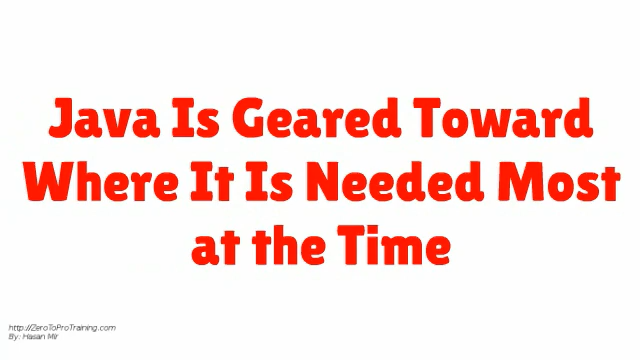 Java Is Geared Toward
Where It Is Needed Most
at the Time
http://ZeroToProTraining.com
By: Hasan Mir